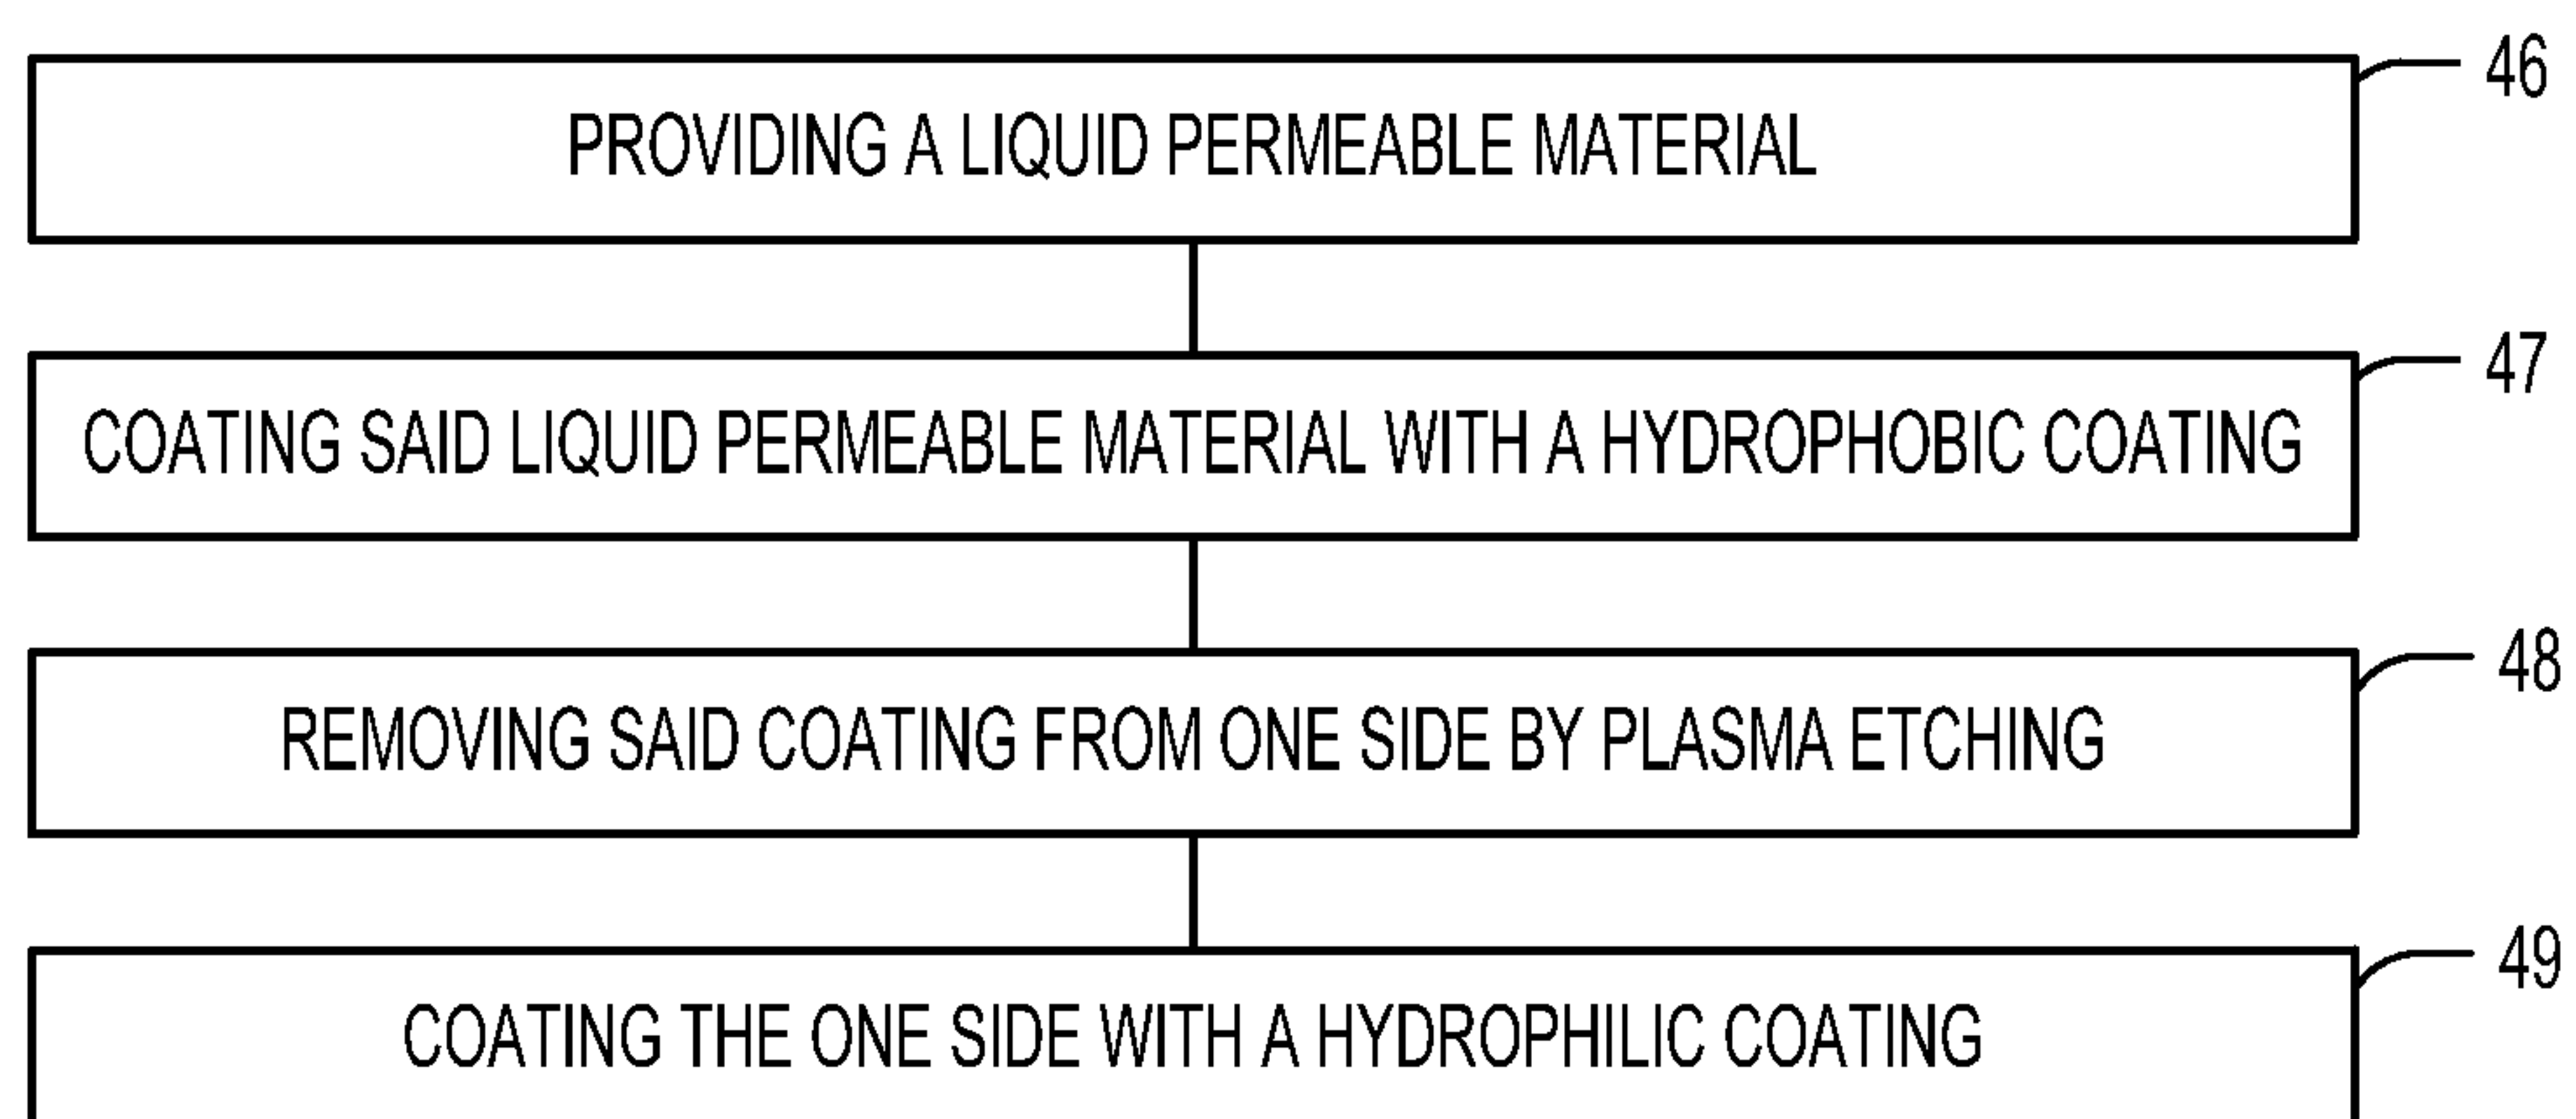 46
PROVIDING A LIQUID PERMEABLE MATERIAL
47
COATING SAID LIQUID PERMEABLE MATERIAL WITH A HYDROPHOBIC COATING
48
REMOVING SAID COATING FROM ONE SIDE BY PLASMA ETCHING
49
COATING THE ONE SIDE WITH A HYDROPHILIC COATING